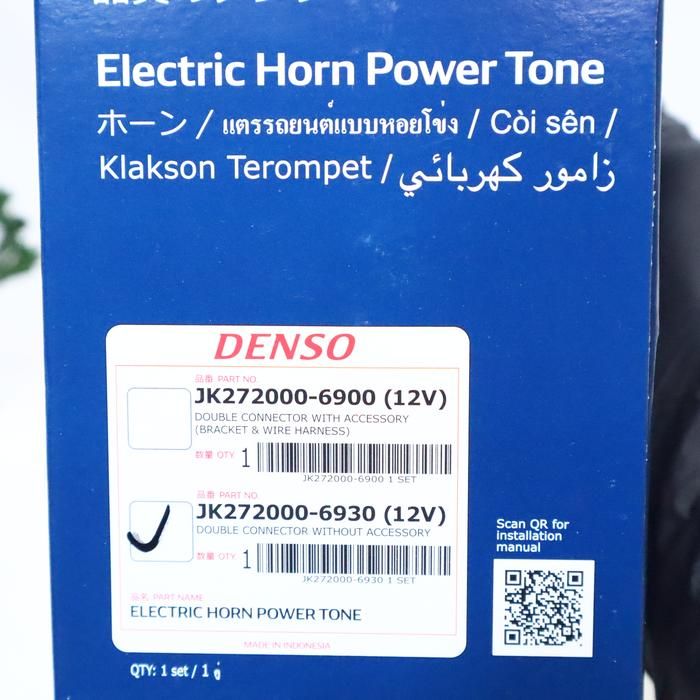 Electric Horn Power Tone
ホーン / แตรรถยนต์แบบหอยโข่ง / Còi sên /
Klakson Terompet / زامور كهربائي
DENSO
品番 PART NO.
JK272000-6900 (12V)
DOUBLE CONNECTOR WITH ACCESSORY
(BRACKET & WIRE HARNESS)
数量 QTY 1
JK272000-6900 1 SET
品番 PART NO.
JK272000-6930 (12V)
DOUBLE CONNECTOR WITHOUT ACCESSORY
数量 QTY 1
JK272000-6930 1 SET
品名 PART NAME
ELECTRIC HORN POWER TONE
MADE IN INDONESIA
QTY: 1 set / 1 คู่
Scan QR for
installation
manual